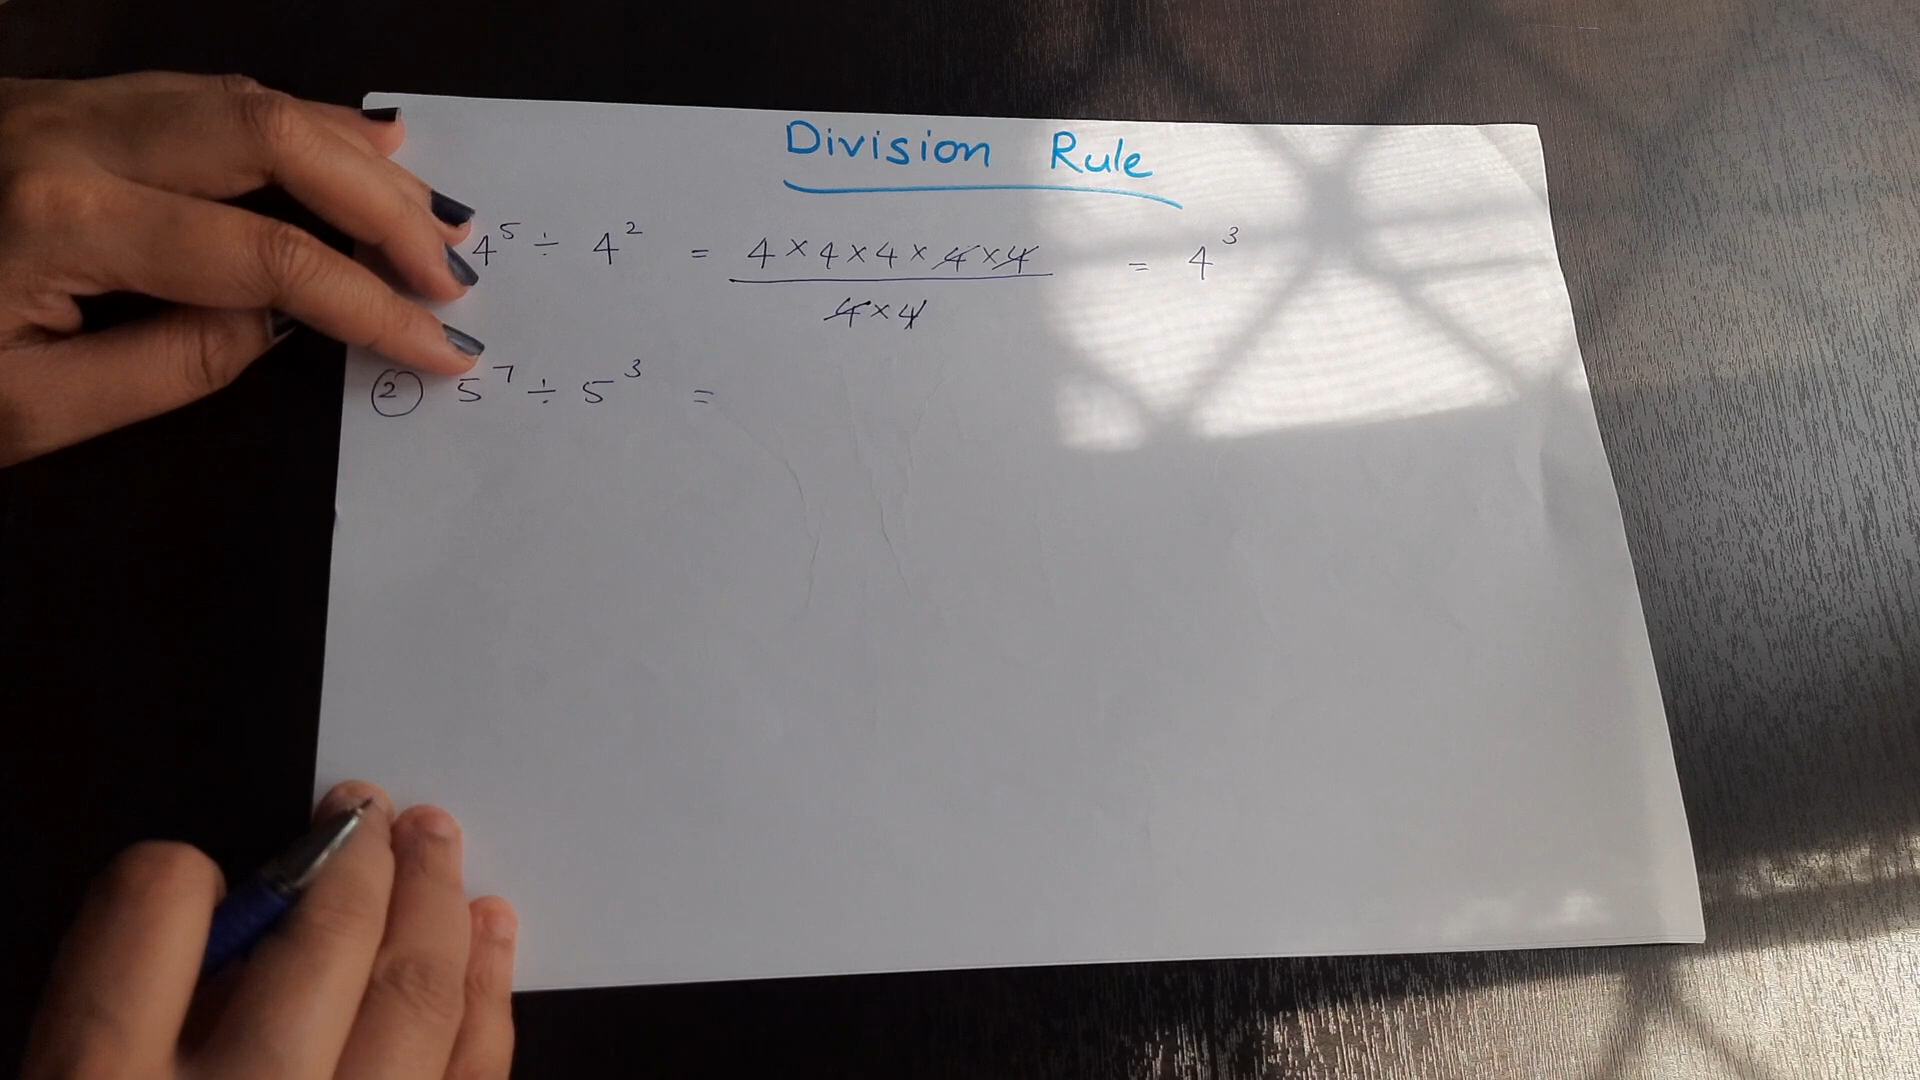 Division Rule
4⁵ ÷ 4² = 4×4×4×4×4 / 4×4 = 4³
② 5⁷ ÷ 5³ =